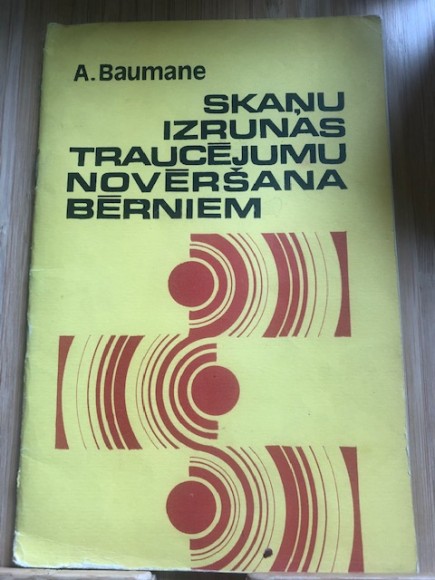 A. Baumane
SKAŅU
IZRUNAS
TRAUCĒJUMU
NOVĒRŠANA
BĒRNIEM